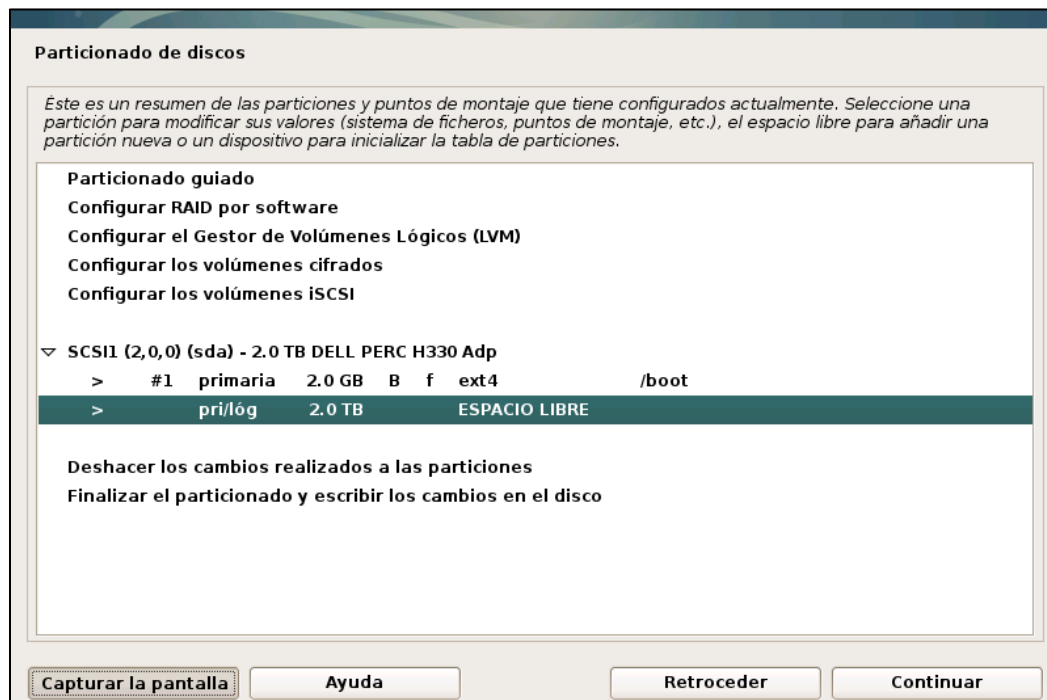 Particionado de discos
Éste es un resumen de las particiones y puntos de montaje que tiene configurados actualmente. Seleccione una
partición para modificar sus valores (sistema de ficheros, puntos de montaje, etc.), el espacio libre para añadir una
partición nueva o un dispositivo para inicializar la tabla de particiones.
Particionado guiado
Configurar RAID por software
Configurar el Gestor de Volúmenes Lógicos (LVM)
Configurar los volúmenes cifrados
Configurar los volúmenes iSCSI
SCSI1 (2,0,0) (sda) - 2.0 TB DELL PERC H330 Adp
> #1 primaria 2.0 GB B f ext4 /boot
> pri/lóg 2.0 TB ESPACIO LIBRE
Deshacer los cambios realizados a las particiones
Finalizar el particionado y escribir los cambios en el disco
Capturar la pantalla Ayuda Retroceder Continuar